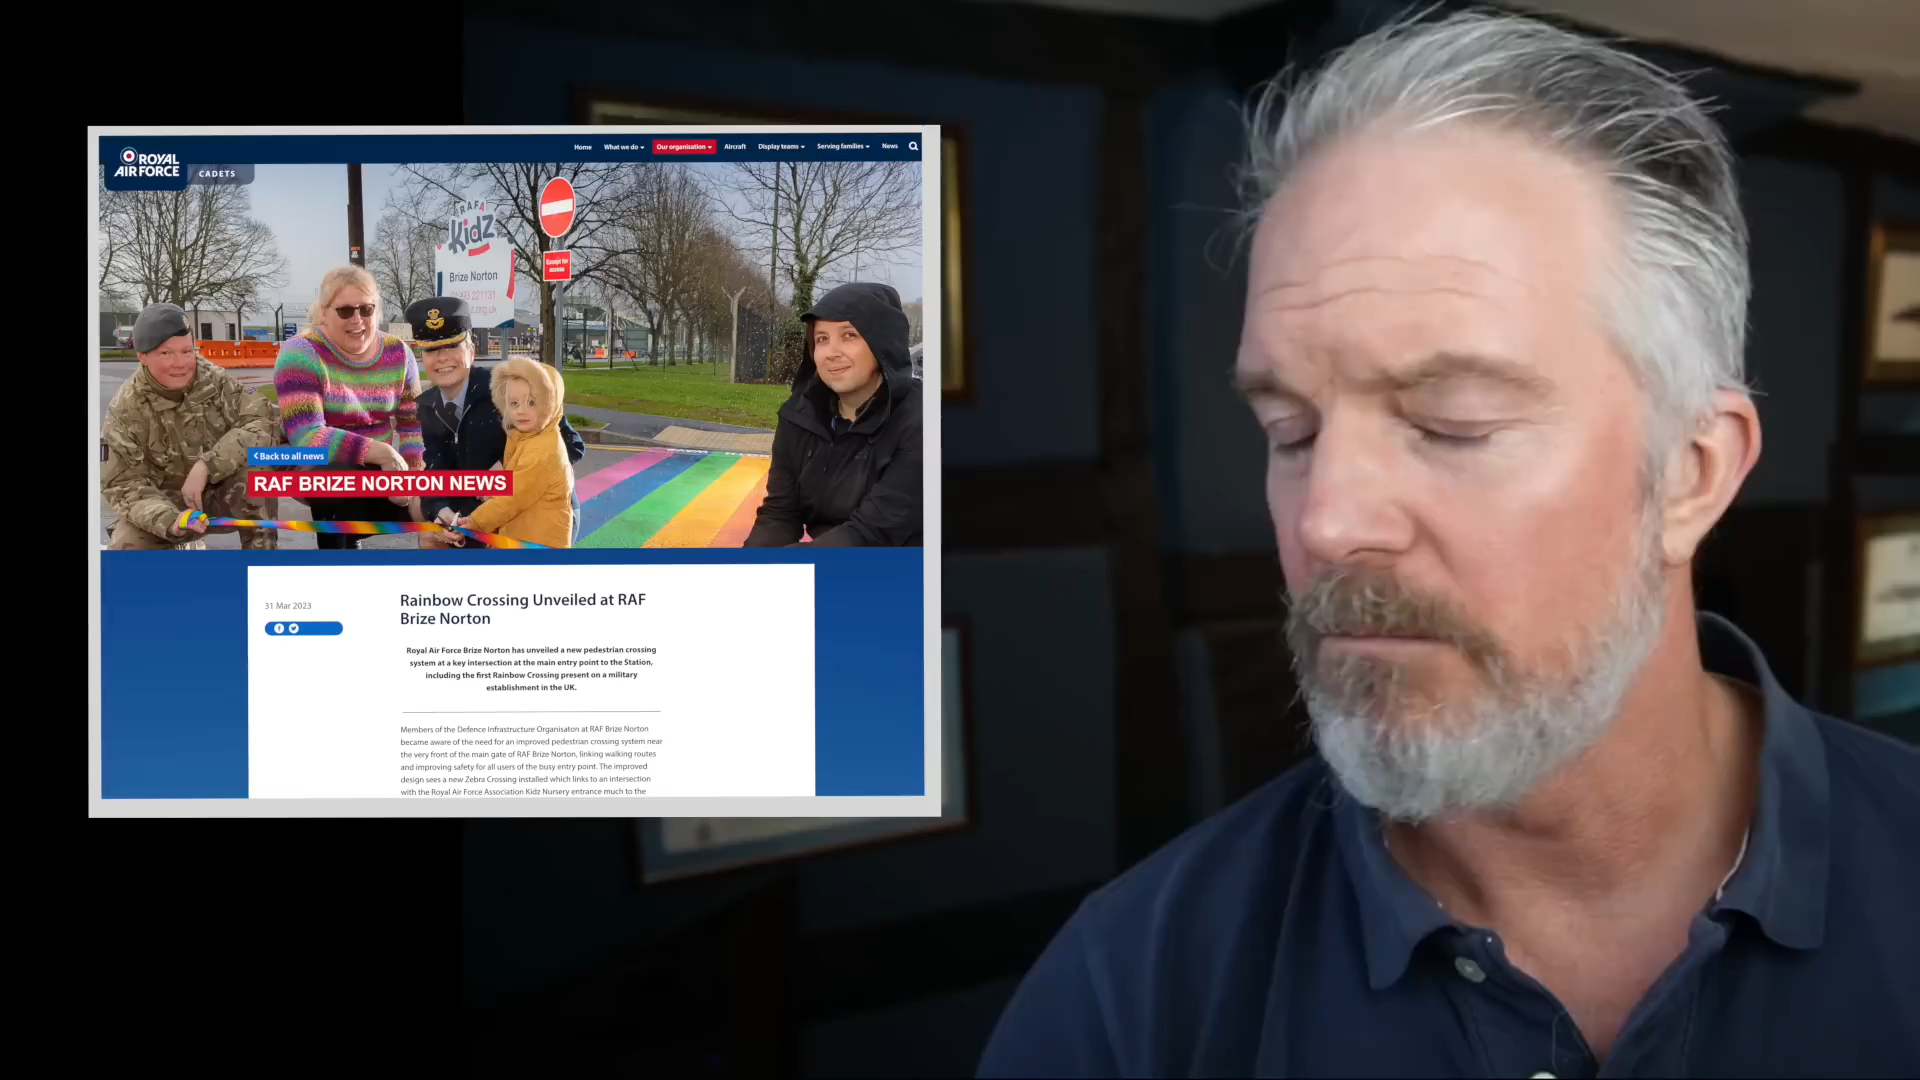 ROYAL
AIR FORCE
CADETS
Home What we do Our organisation Aircraft Display teams Serving families News
RAFA
Kidz
Brize Norton
Except for
access
Back to all news
RAF BRIZE NORTON NEWS
31 Mar 2023
Rainbow Crossing Unveiled at RAF
Brize Norton
Royal Air Force Brize Norton has unveiled a new pedestrian crossing
system at a key intersection at the main entry point to the Station,
including the first Rainbow Crossing present on a military
establishment in the UK.
Members of the Defence Infrastructure Organisaton at RAF Brize Norton
became aware of the need for an improved pedestrian crossing system near
the very front of the main gate of RAF Brize Norton, linking walking routes
and improving safety for all users of the busy entry point. The improved
design sees a new Zebra Crossing installed which links to an intersection
with the Royal Air Force Association Kidz Nursery entrance much to the